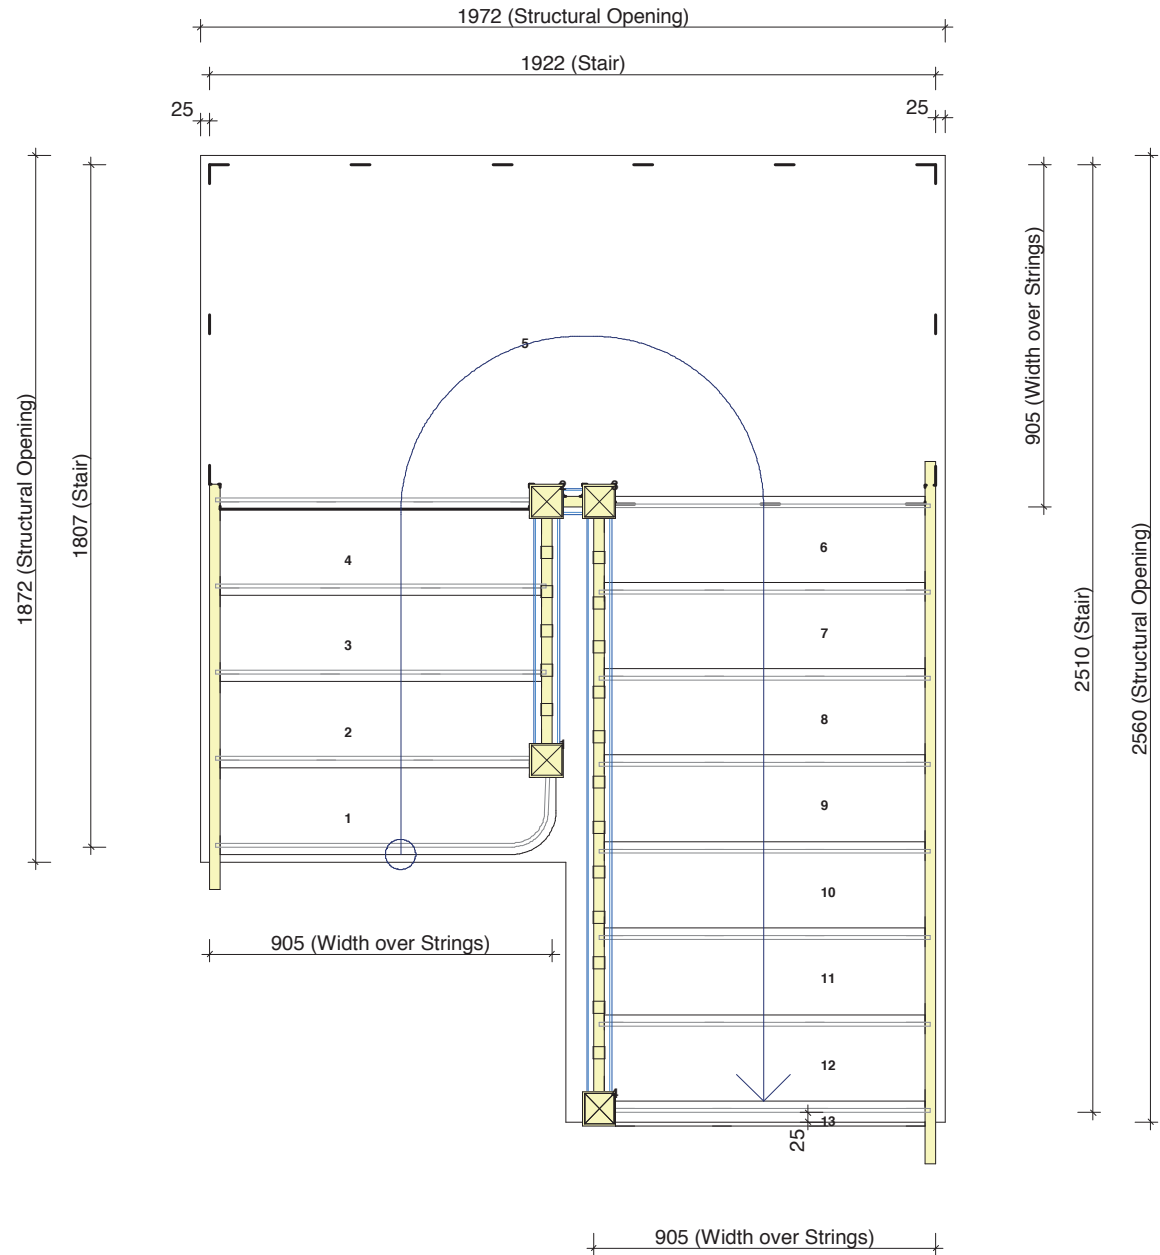 1972 (Structural Opening)
1922 (Stair)
25
25
1872 (Structural Opening)
1807 (Stair)
905 (Width over Strings)
2510 (Stair)
2560 (Structural Opening)
5
4
3
2
1
6
7
8
9
10
11
12
13
25
905 (Width over Strings)
905 (Width over Strings)